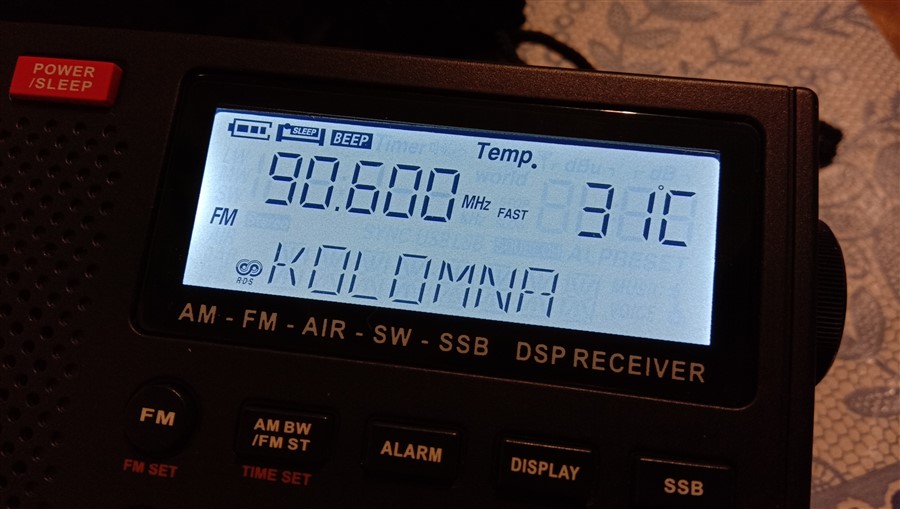 POWER
/SLEEP
SLEEP BEEP
Temp.
90.600 MHz FAST 31°C
FM
RDS KOLOMNA
AM - FM - AIR - SW - SSB DSP RECEIVER
FM
FM SET
AM BW
/FM ST
TIME SET
ALARM
DISPLAY
SSB